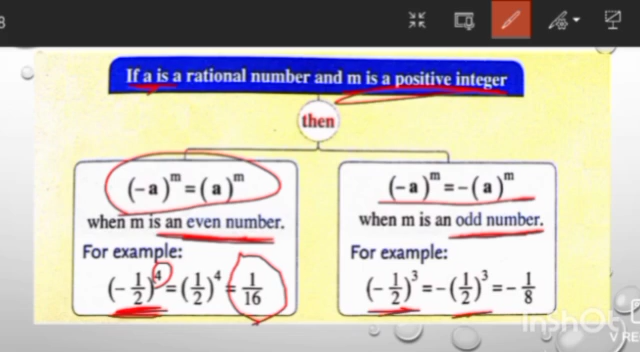 8
If a is a rational number and m is a positive integer
then
(-a)^m = (a)^m
when m is an even number.
For example:
(-1/2)^4 = (1/2)^4 = 1/16
(-a)^m = -(a)^m
when m is an odd number.
For example:
(-1/2)^3 = -(1/2)^3 = -1/8
InShOt
V RE